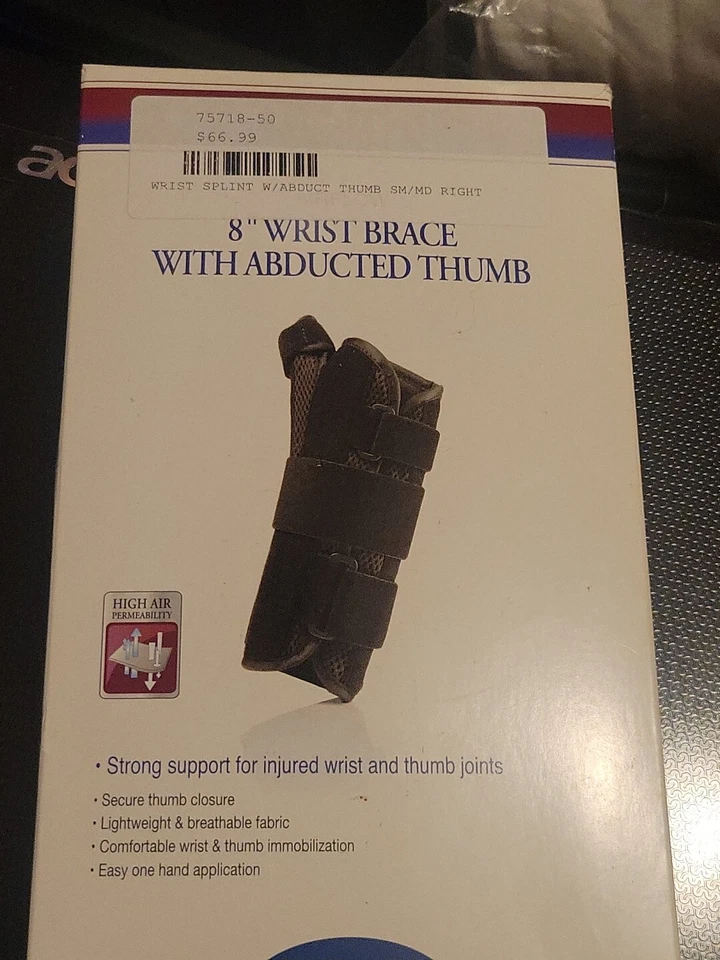 75718-50
$66.99
WRIST SPLINT W/ABDUCT THUMB SM/MD RIGHT
8" WRIST BRACE
WITH ABDUCTED THUMB
HIGH AIR
PERMEABILITY
• Strong support for injured wrist and thumb joints
• Secure thumb closure
• Lightweight & breathable fabric
• Comfortable wrist & thumb immobilization
• Easy one hand application